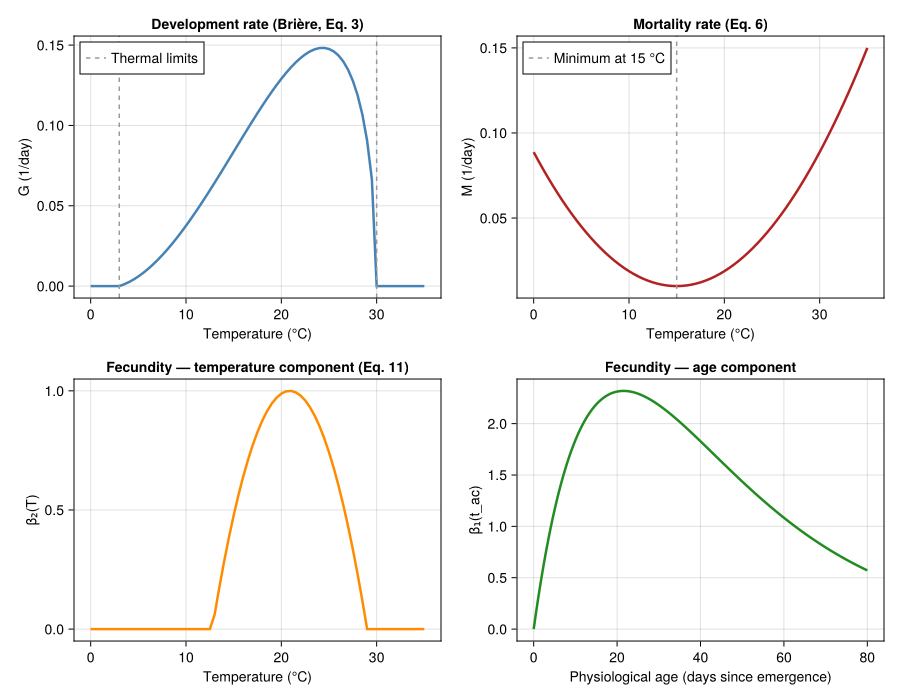 Development rate (Brière, Eq. 3)
Thermal limits
G (1/day)
0.15
0.10
0.05
0.00
0 10 20 30
Temperature (°C)
Mortality rate (Eq. 6)
Minimum at 15 °C
M (1/day)
0.15
0.10
0.05
0 10 20 30
Temperature (°C)
Fecundity — temperature component (Eq. 11)
β₂(T)
1.0
0.5
0.0
0 10 20 30
Temperature (°C)
Fecundity — age component
β₁(t_ac)
2.0
1.5
1.0
0.5
0.0
0 20 40 60 80
Physiological age (days since emergence)